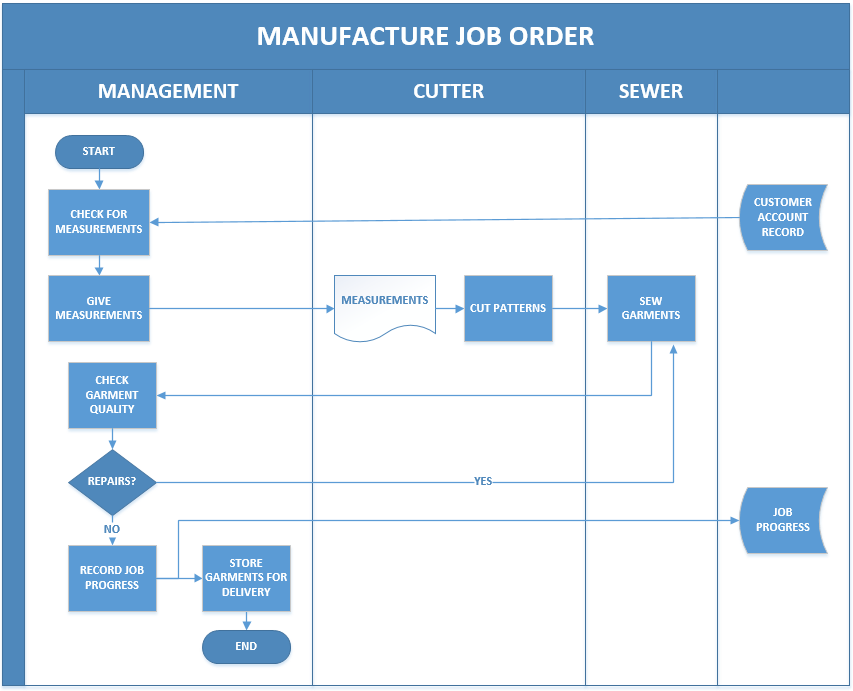 MANUFACTURE JOB ORDER
MANAGEMENT
CUTTER
SEWER
START
CHECK FOR
MEASUREMENTS
CUSTOMER
ACCOUNT
RECORD
GIVE
MEASUREMENTS
MEASUREMENTS
CUT PATTERNS
SEW
GARMENTS
CHECK
GARMENT
QUALITY
REPAIRS?
YES
NO
JOB
PROGRESS
RECORD JOB
PROGRESS
STORE
GARMENTS FOR
DELIVERY
END